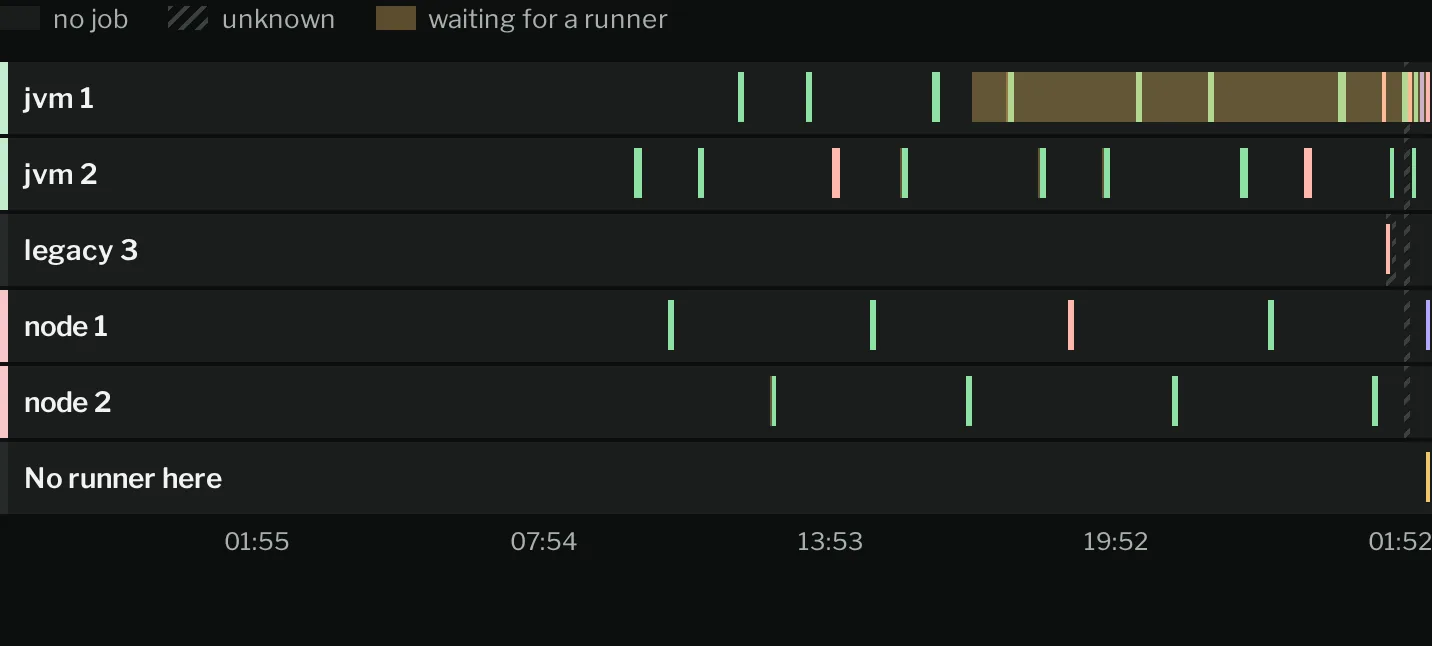 no job unknown waiting for a runner
jvm 1
jvm 2
legacy 3
node 1
node 2
No runner here
01:55 07:54 13:53 19:52 01:52